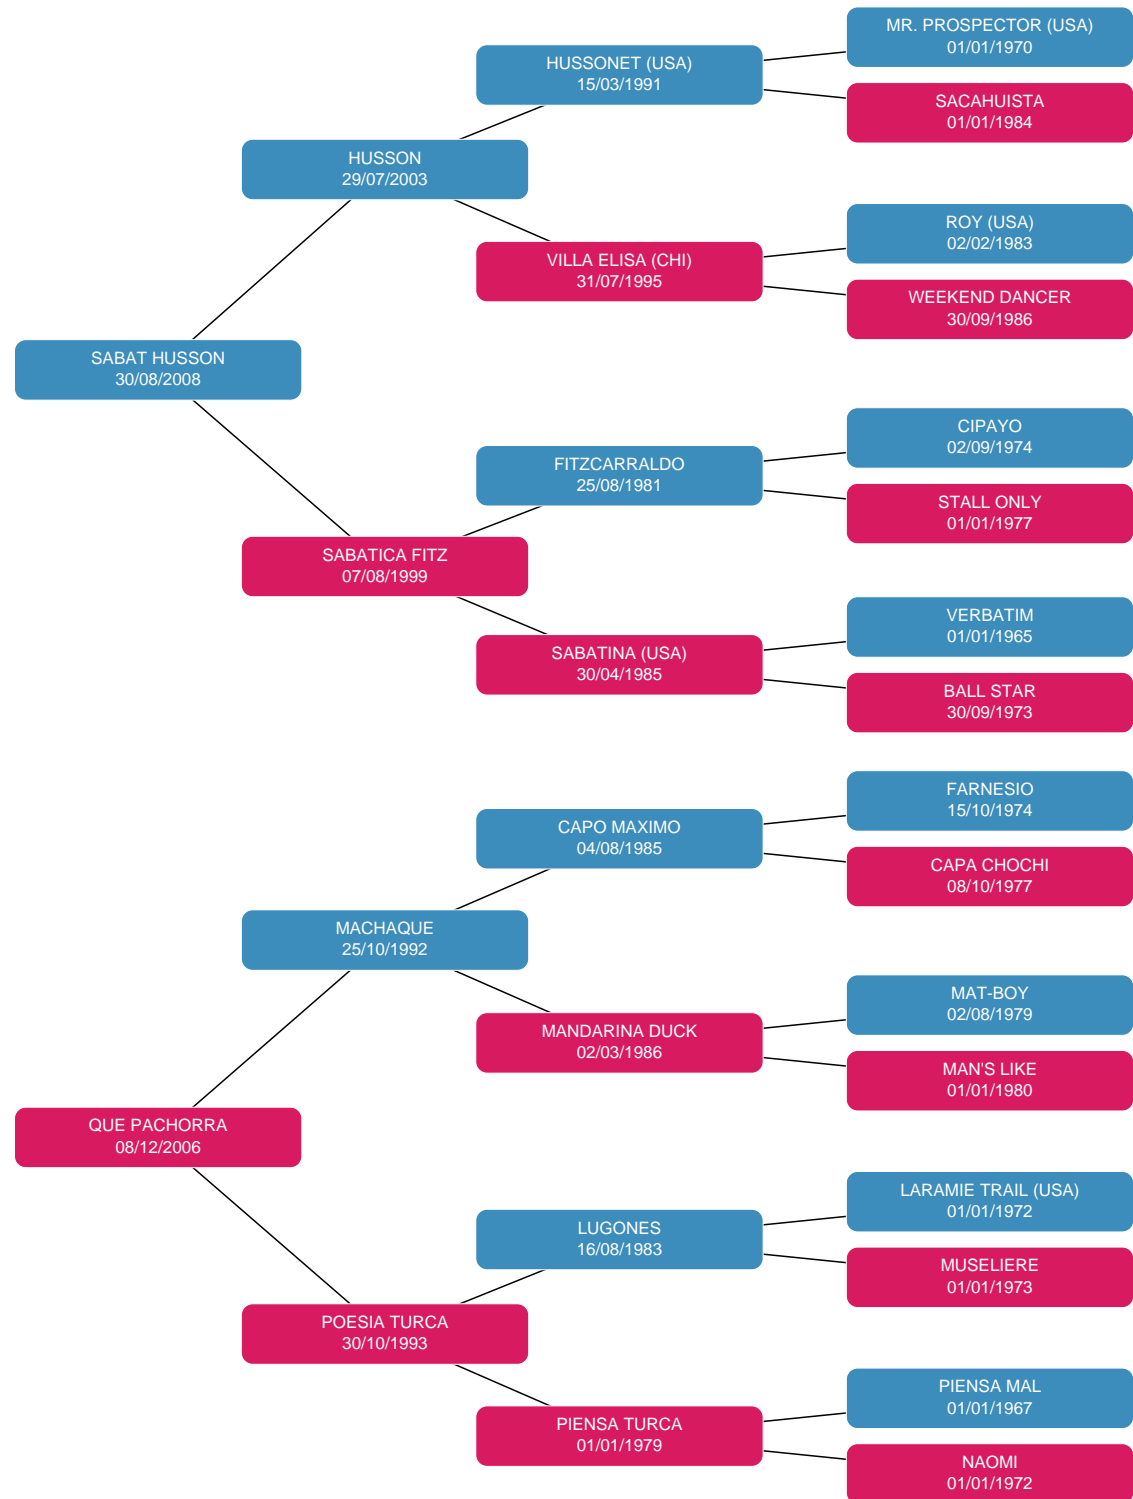 MR. PROSPECTOR (USA)
01/01/1970
HUSSONET (USA)
15/03/1991
SACAHUISTA
01/01/1984
HUSSON
29/07/2003
ROY (USA)
02/02/1983
VILLA ELISA (CHI)
31/07/1995
WEEKEND DANCER
30/09/1986
SABAT HUSSON
30/08/2008
CIPAYO
02/09/1974
FITZCARRALDO
25/08/1981
STALL ONLY
01/01/1977
SABATICA FITZ
07/08/1999
VERBATIM
01/01/1965
SABATINA (USA)
30/04/1985
BALL STAR
30/09/1973
FARNESIO
15/10/1974
CAPO MAXIMO
04/08/1985
CAPA CHOCHI
08/10/1977
MACHAQUE
25/10/1992
MAT-BOY
02/08/1979
MANDARINA DUCK
02/03/1986
MAN'S LIKE
01/01/1980
QUE PACHORRA
08/12/2006
LARAMIE TRAIL (USA)
01/01/1972
LUGONES
16/08/1983
MUSELIERE
01/01/1973
POESIA TURCA
30/10/1993
PIENSA MAL
01/01/1967
PIENSA TURCA
01/01/1979
NAOMI
01/01/1972